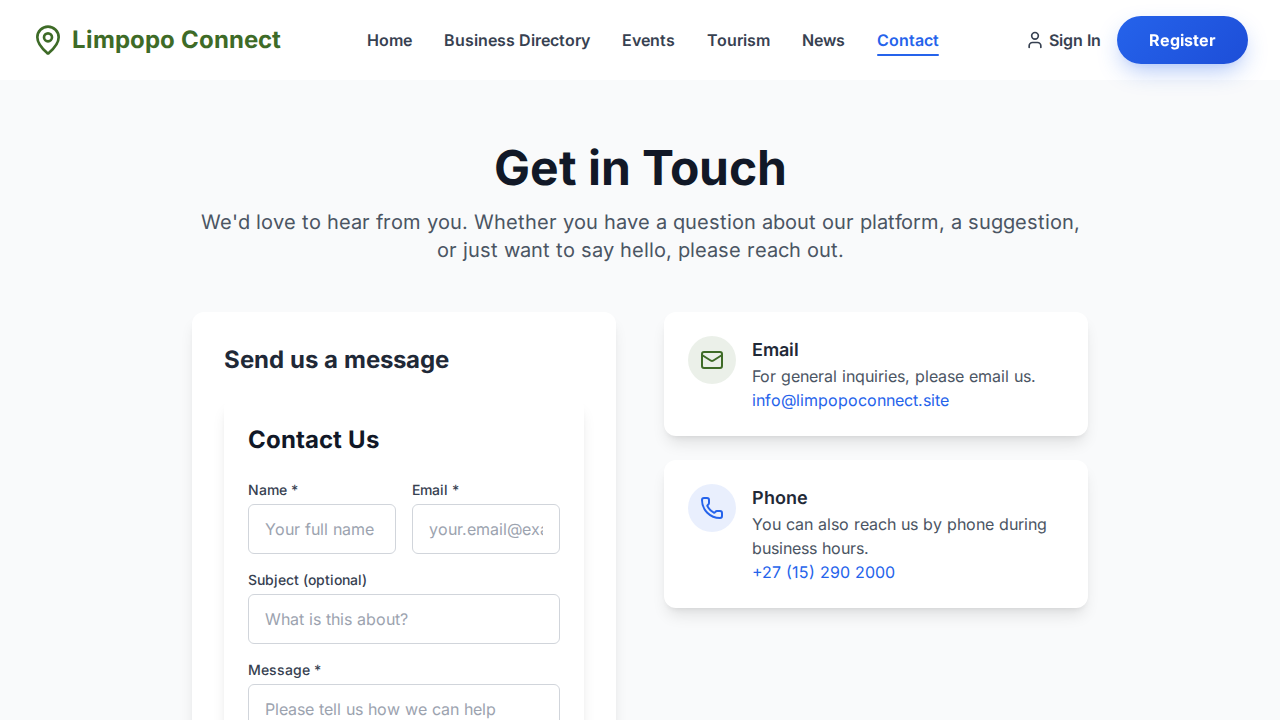 Limpopo Connect
Home
Business Directory
Events
Tourism
News
Contact
Sign In
Register
Get in Touch
We'd love to hear from you. Whether you have a question about our platform, a suggestion,
or just want to say hello, please reach out.
Send us a message
Contact Us
Name *
Email *
Your full name
your.email@exa
Subject (optional)
What is this about?
Message *
Please tell us how we can help
Email
For general inquiries, please email us.
info@limpopoconnect.site
Phone
You can also reach us by phone during
business hours.
+27 (15) 290 2000